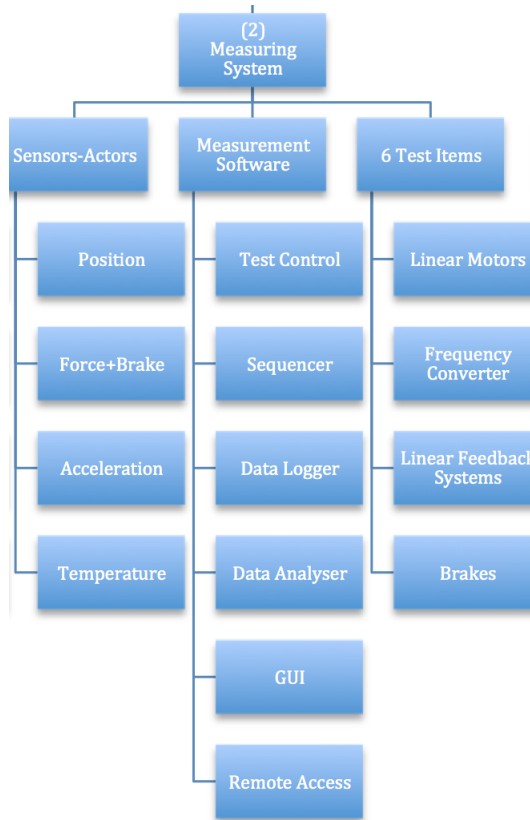 (2)
Measuring
System
Sensors-Actors
Measurement
Software
6 Test Items
Position
Test Control
Linear Motors
Force+Brake
Sequencer
Frequency
Converter
Acceleration
Data Logger
Linear Feedback
Systems
Temperature
Data Analyser
Brakes
GUI
Remote Access